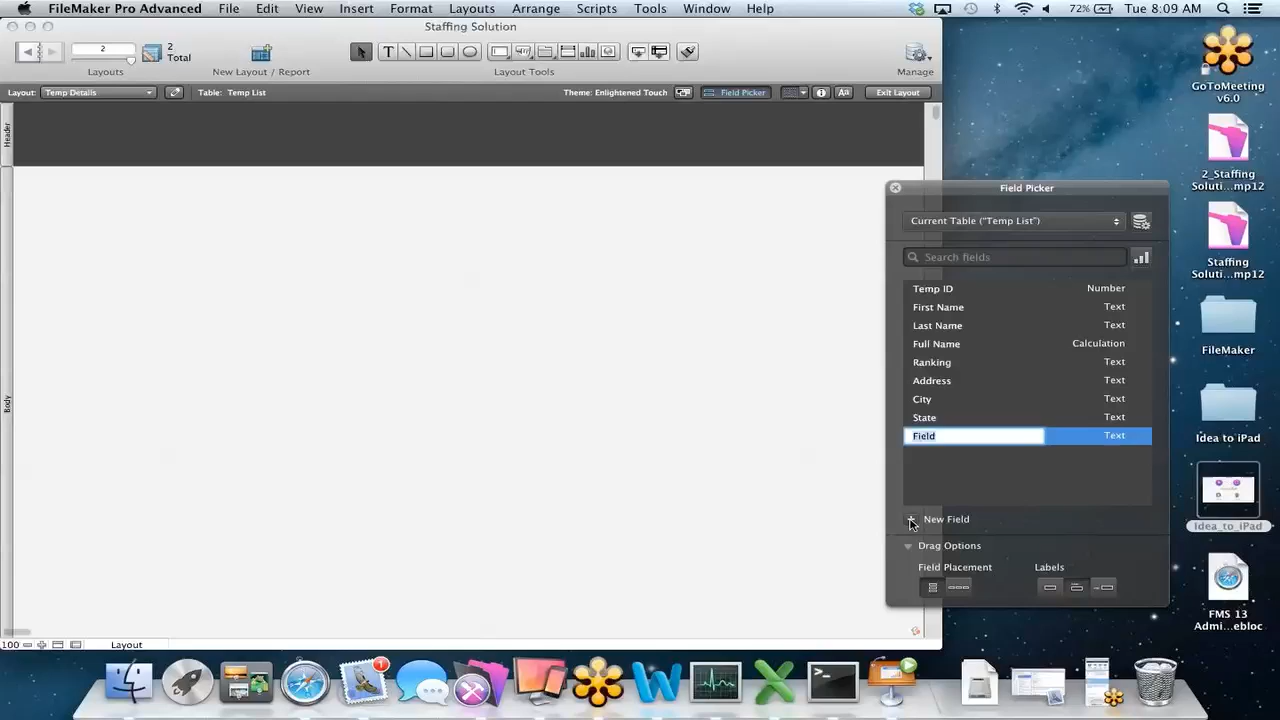 FileMaker Pro Advanced File Edit View Insert Format Layouts Arrange Scripts Tools Window Help 72% Tue 8:09 AM
Staffing Solution
2
2
Total
Layouts
New Layout / Report
Layout Tools
Manage
Layout: Temp Details Table: Temp List Theme: Enlightened Touch Field Picker Aa Exit Layout
Header
Body
Field Picker
Current Table ("Temp List")
Search fields
Temp ID Number
First Name Text
Last Name Text
Full Name Calculation
Ranking Text
Address Text
City Text
State Text
Field Text
New Field
Drag Options
Field Placement Labels
100 Layout
GoToMeeting
v6.0
2_Staffing
Soluti...mp12
Staffing
Soluti...mp12
FileMaker
Idea to iPad
Idea_to_iPad
FMS 13
Admi...ebloc
1